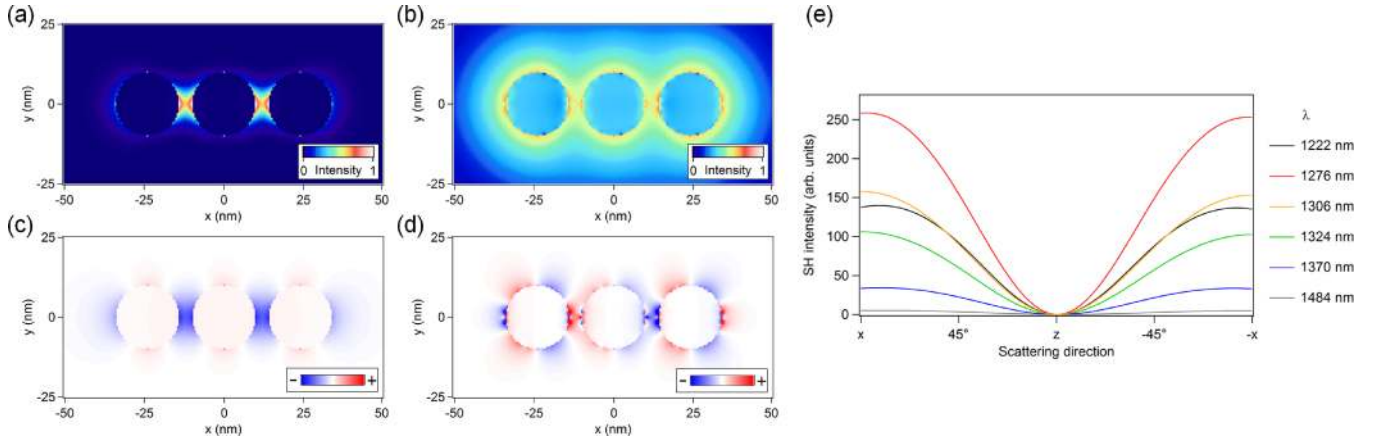 (a)
25
0
-25
y (nm)
0 Intensity 1
-50 -25 0 25 50
x (nm)
(b)
25
0
-25
y (nm)
0 Intensity 1
-50 -25 0 25 50
x (nm)
(c)
25
0
-25
y (nm)
- +
-50 -25 0 25 50
x (nm)
(d)
25
0
-25
y (nm)
- +
-50 -25 0 25 50
x (nm)
(e)
SH intensity (arb. units)
250
200
150
100
50
0
x 45° z -45° -x
Scattering direction
λ
1222 nm
1276 nm
1306 nm
1324 nm
1370 nm
1484 nm